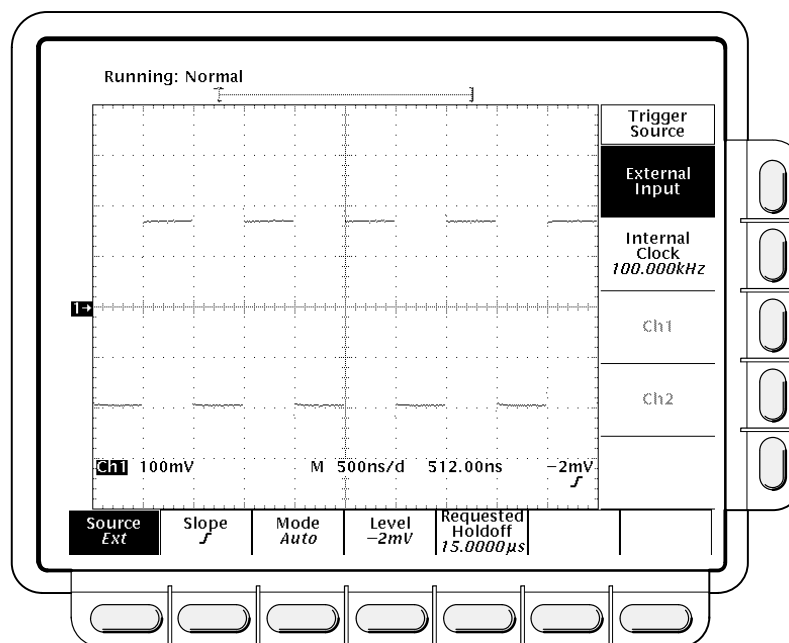 Running: Normal
Trigger
Source
External
Input
Internal
Clock
100.000kHz
Ch1
Ch2
1→
Ch1 100mV M 500ns/d 512.00ns −2mV
Source
Ext
Slope
Mode
Auto
Level
−2mV
Requested
Holdoff
15.0000µs